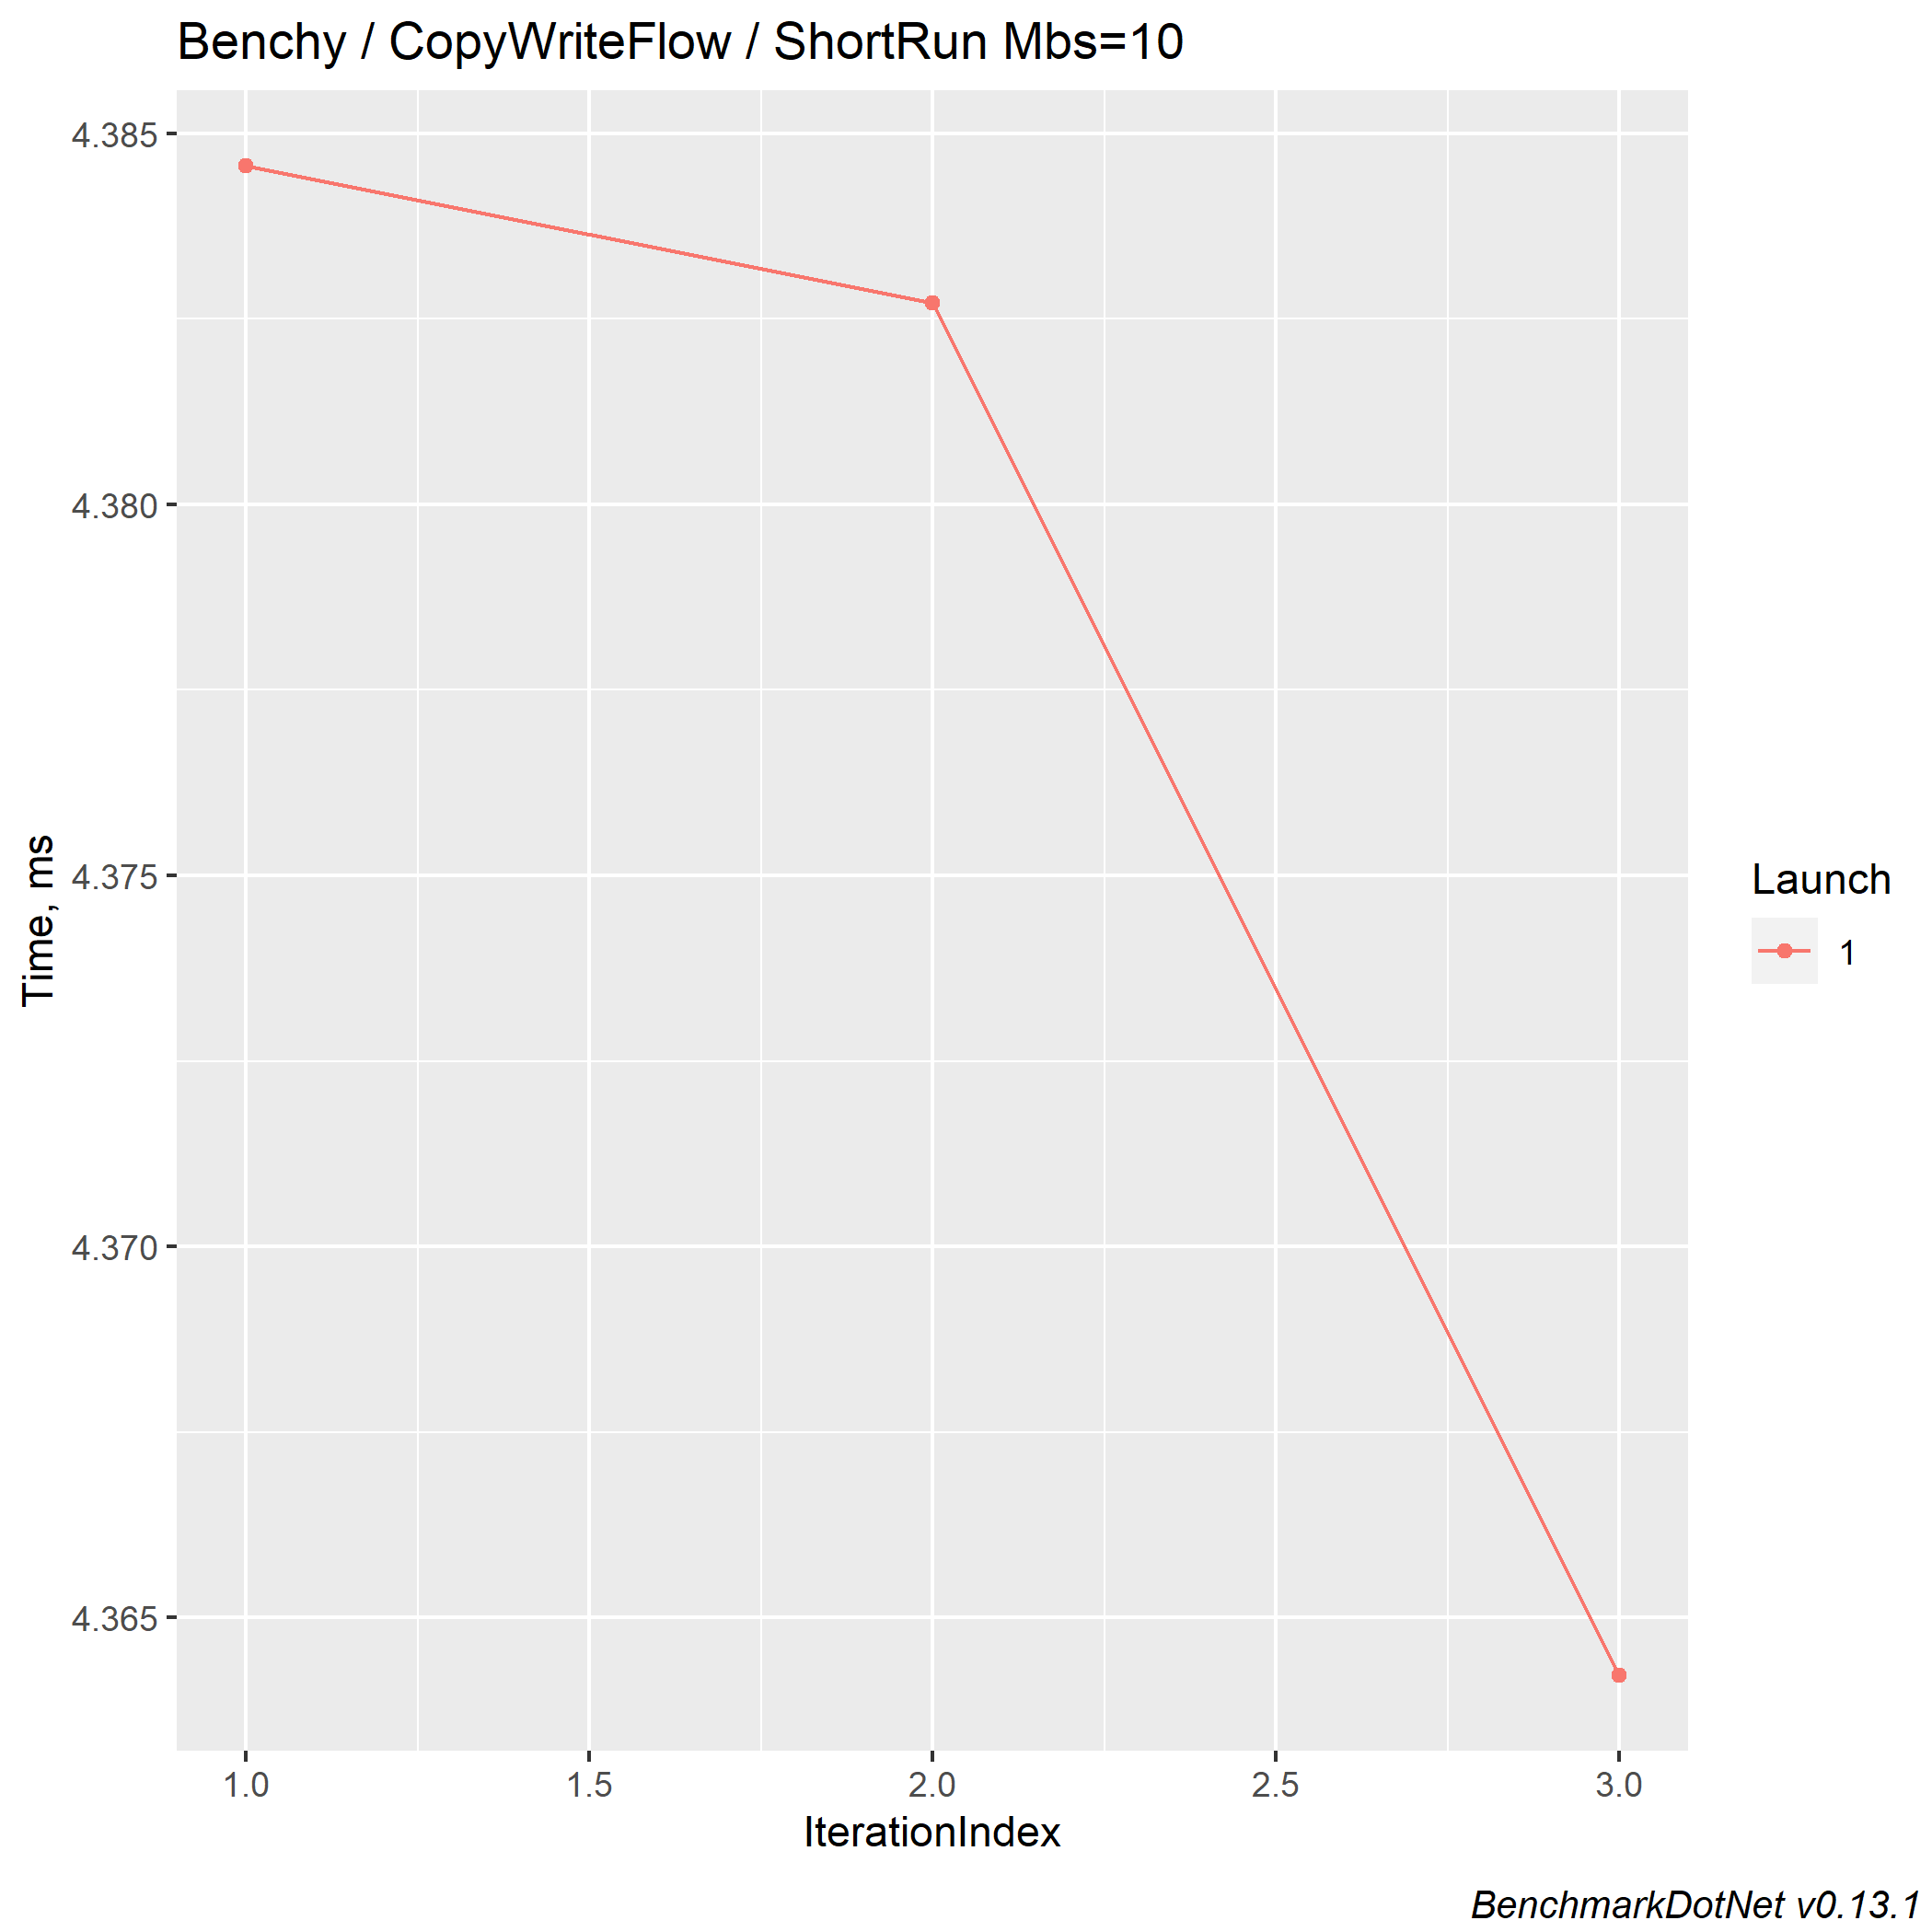 Benchy / CopyWriteFlow / ShortRun Mbs=10
4.385
4.380
4.375
4.370
4.365
Time, ms
1.0 1.5 2.0 2.5 3.0
IterationIndex
Launch
1
BenchmarkDotNet v0.13.1